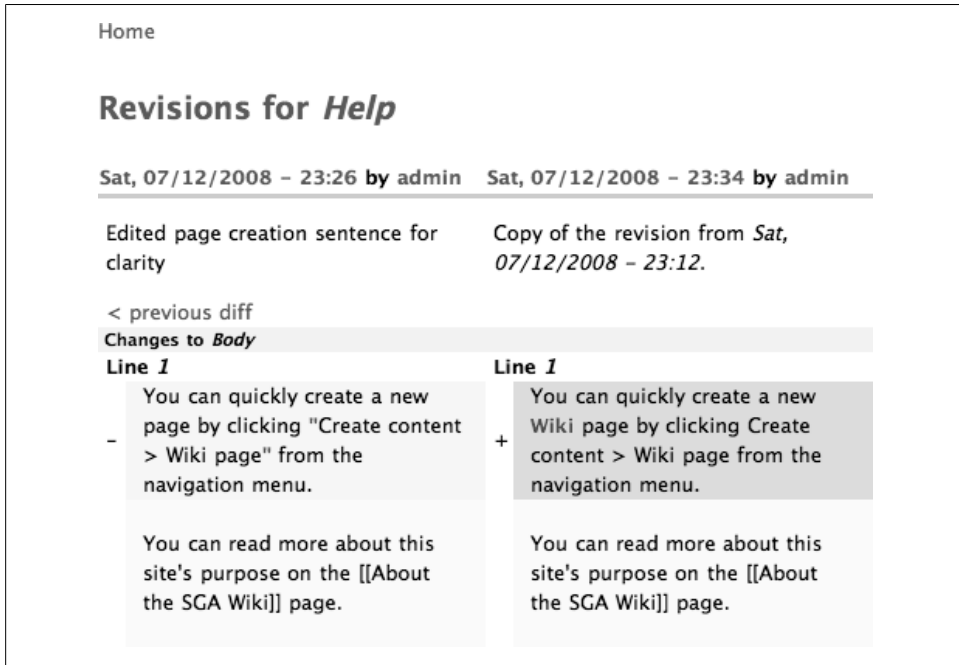 Home
Revisions for Help
Sat, 07/12/2008 – 23:26 by admin
Sat, 07/12/2008 – 23:34 by admin
Edited page creation sentence for
clarity
Copy of the revision from Sat,
07/12/2008 – 23:12.
< previous diff
Changes to Body
Line 1
Line 1
-
You can quickly create a new
page by clicking "Create content
> Wiki page" from the
navigation menu.
+
You can quickly create a new
Wiki page by clicking Create
content > Wiki page from the
navigation menu.
You can read more about this
site's purpose on the [[About
the SGA Wiki]] page.
You can read more about this
site's purpose on the [[About
the SGA Wiki]] page.